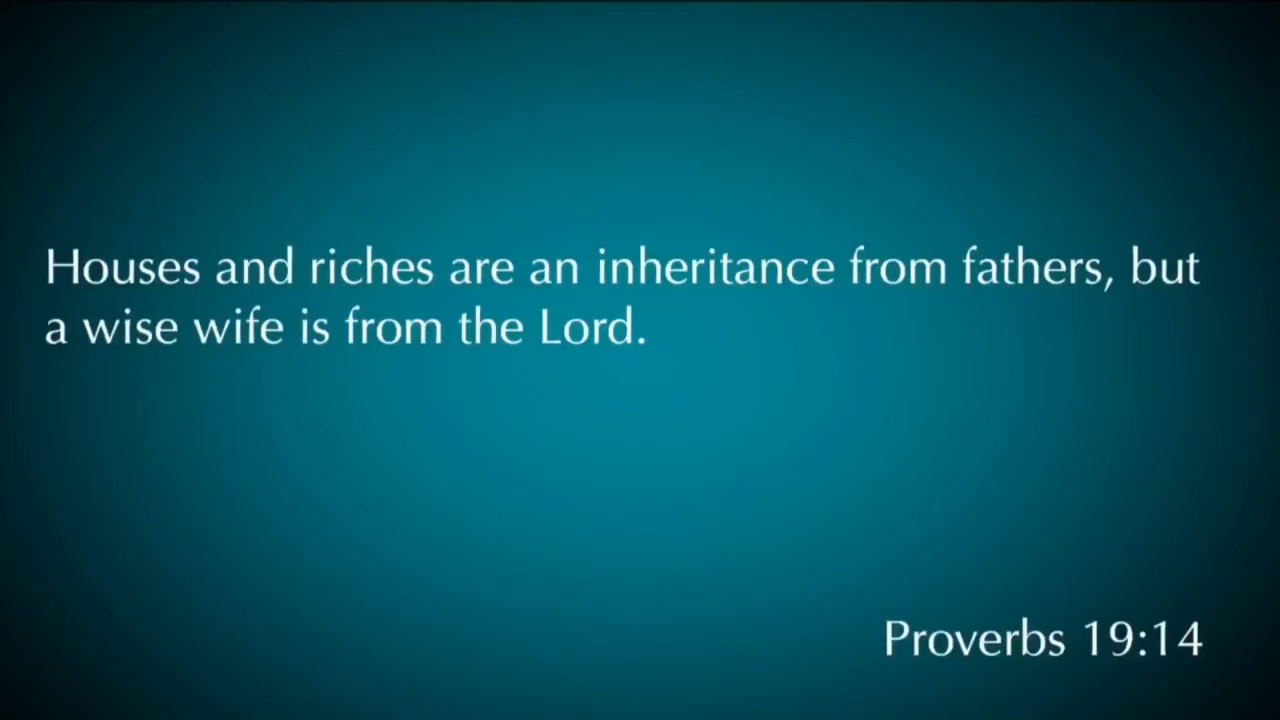 Houses and riches are an inheritance from fathers, but
a wise wife is from the Lord.
Proverbs 19:14